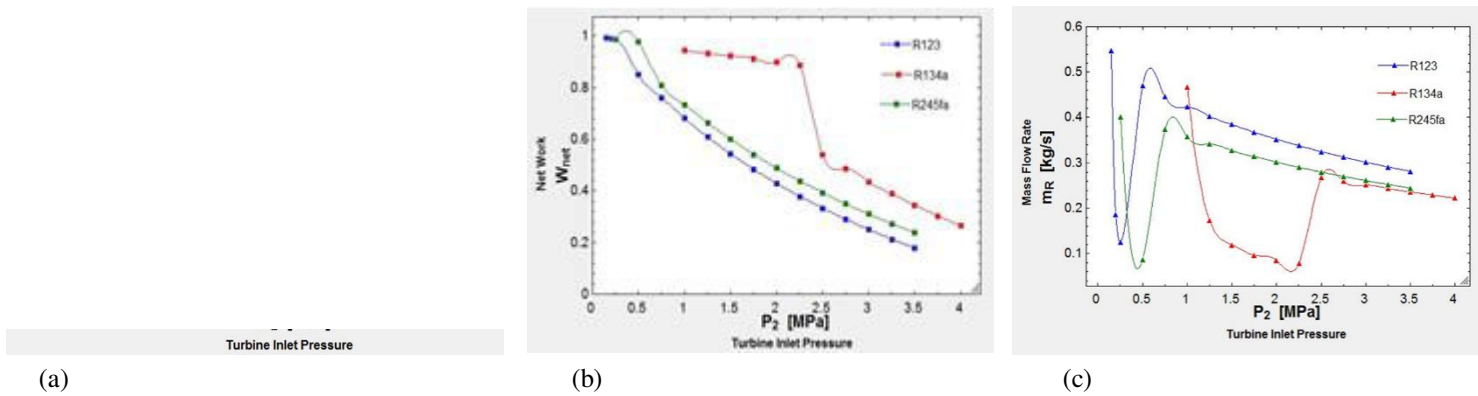 Turbine Inlet Pressure
(a)
Net Work
Wnet
1
0.8
0.6
0.4
0.2
0
R123
R134a
R245fa
0 0.5 1 1.5 2 2.5 3 3.5 4
P2 [MPa]
Turbine Inlet Pressure
(b)
Mass Flow Rate
mR [kg/s]
0.6
0.5
0.4
0.3
0.2
0.1
R123
R134a
R245fa
0 0.5 1 1.5 2 2.5 3 3.5 4
P2 [MPa]
Turbine Inlet Pressure
(c)